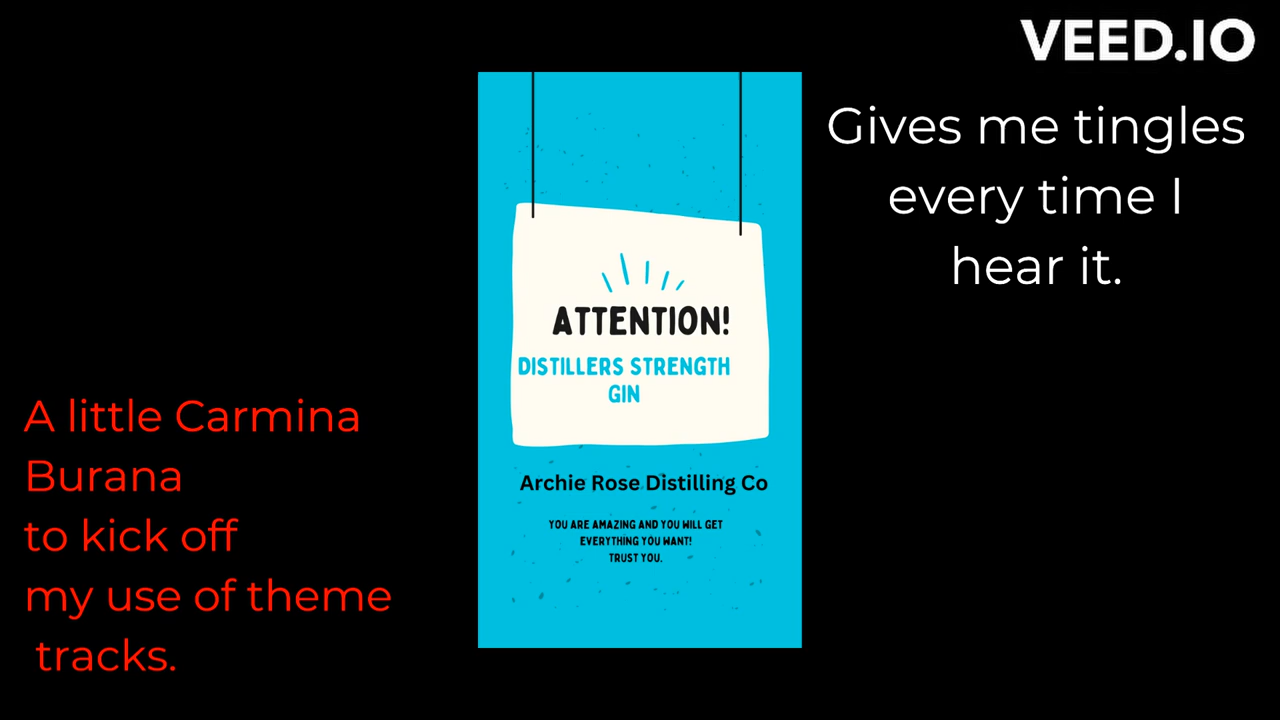 VEED.IO
Gives me tingles
every time I
hear it.
ATTENTION!
DISTILLERS STRENGTH
GIN
Archie Rose Distilling Co
YOU ARE AMAZING AND YOU WILL GET
EVERYTHING YOU WANT!
TRUST YOU.
A little Carmina
Burana
to kick off
my use of theme
tracks.